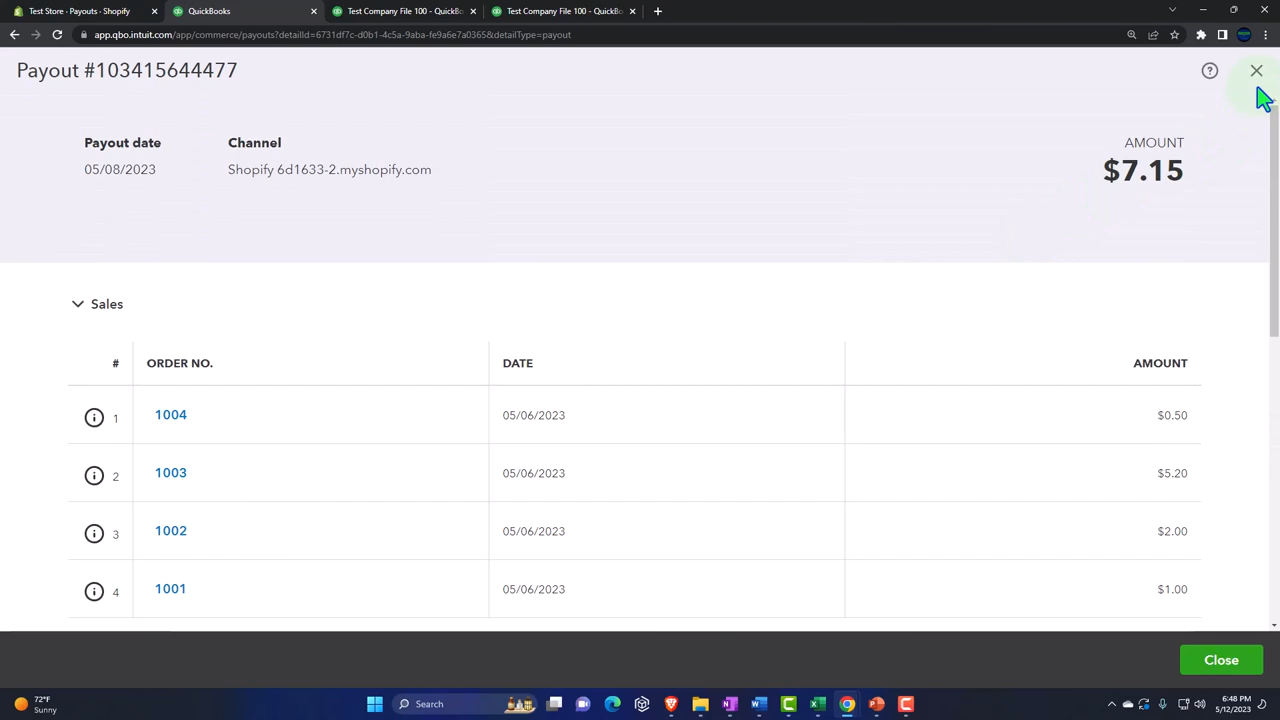 Test Store - Payouts - Shopify
QuickBooks
Test Company File 100 - QuickBo
Test Company File 100 - QuickBo
app.qbo.intuit.com/app/commerce/payouts?detailId=6731df7c-d0b1-4c5a-9aba-fe9a6e7a0365&detailType=payout
Payout #103415644477
Payout date
Channel
AMOUNT
05/08/2023
Shopify 6d1633-2.myshopify.com
$7.15
Sales
# ORDER NO. DATE AMOUNT
1 1004 05/06/2023 $0.50
2 1003 05/06/2023 $5.20
3 1002 05/06/2023 $2.00
4 1001 05/06/2023 $1.00
Close
72°F
Sunny
Search
6:48 PM
5/12/2023